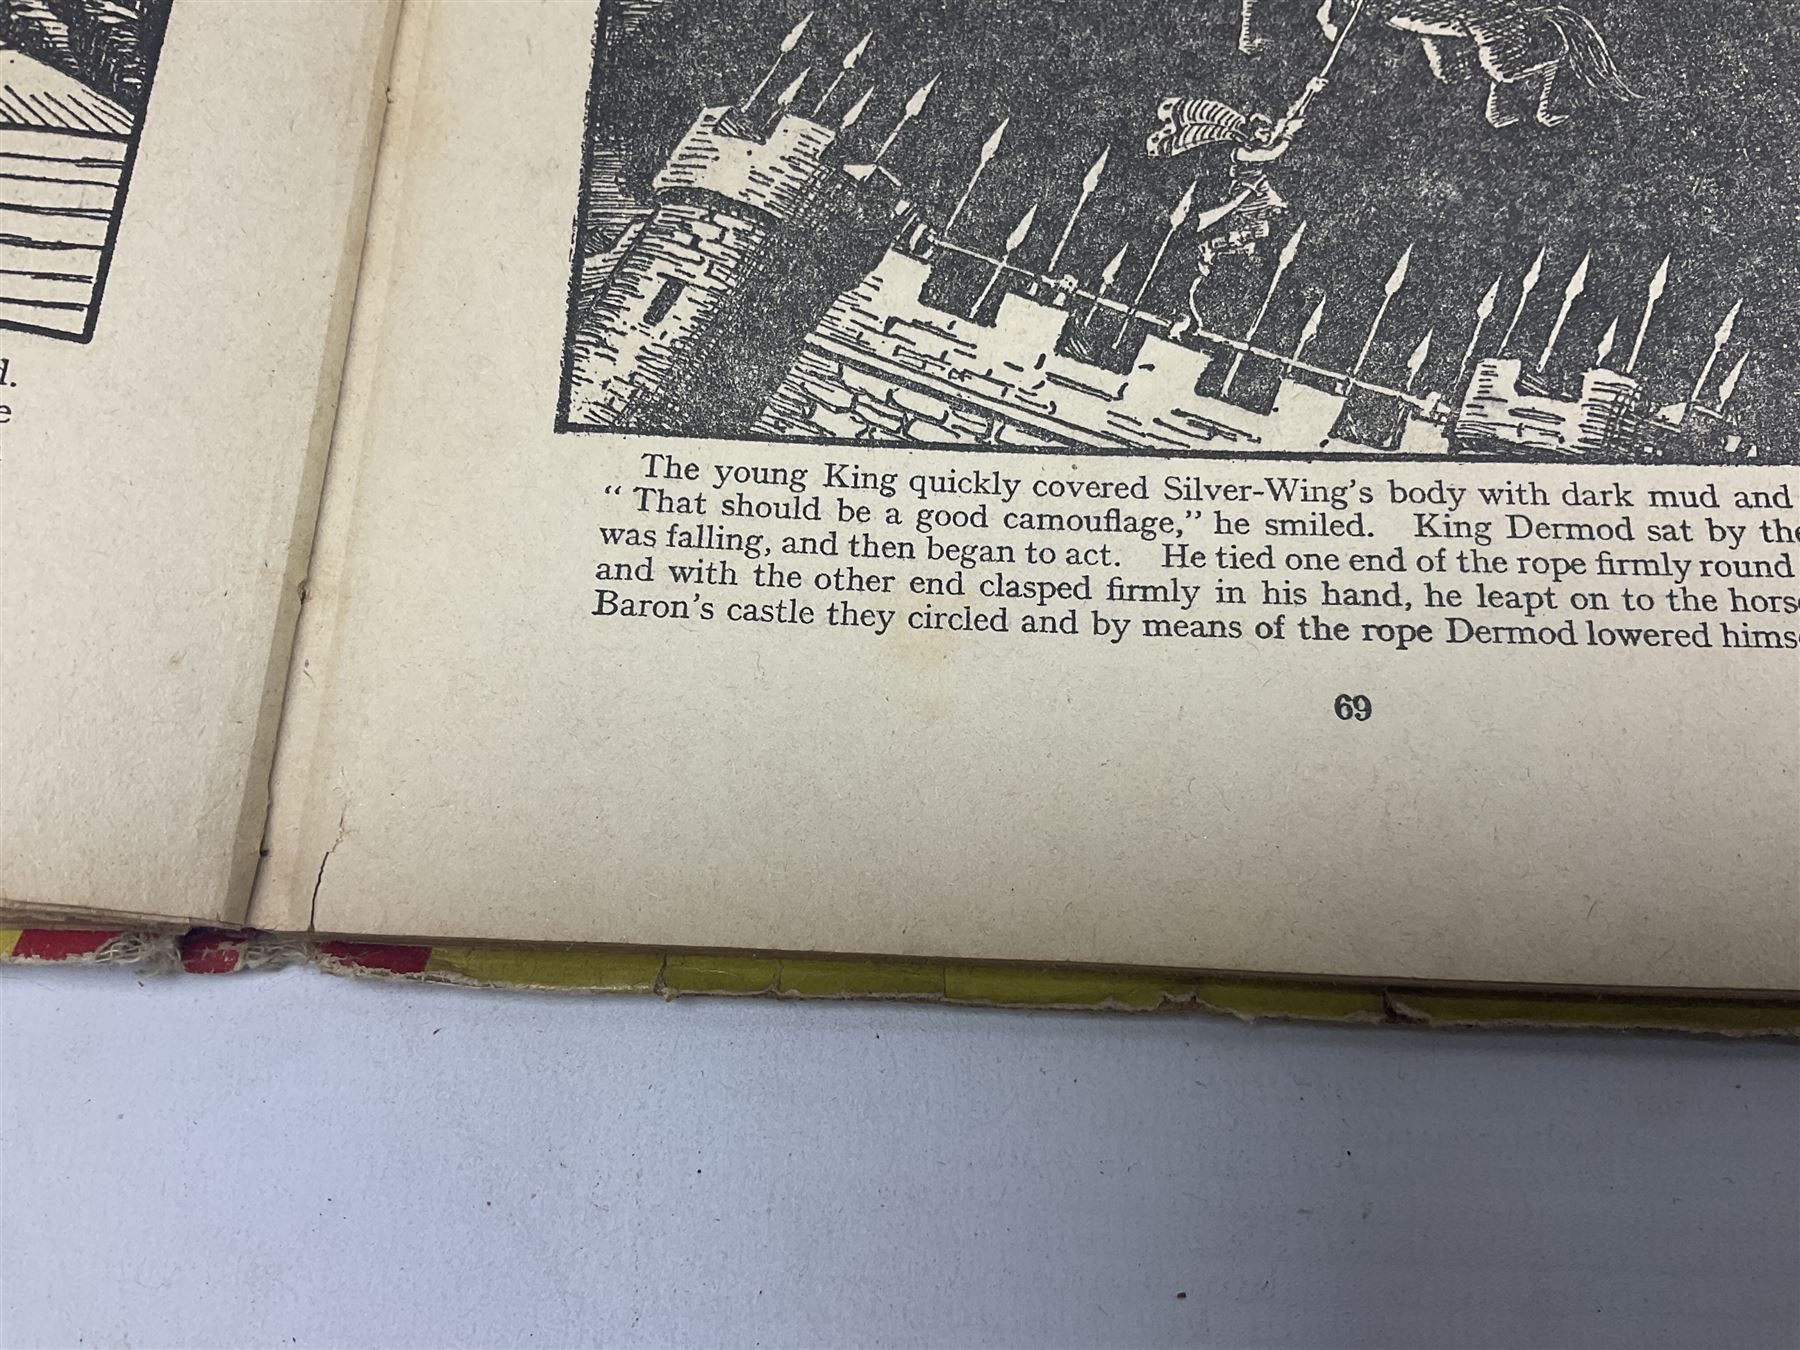 d.
e
The young King quickly covered Silver-Wing's body with dark mud and
“ That should be a good camouflage,” he smiled. King Dermod sat by the
was falling, and then began to act. He tied one end of the rope firmly round
and with the other end clasped firmly in his hand, he leapt on to the
Baron's castle they circled and by means of the rope Dermod lowered
69